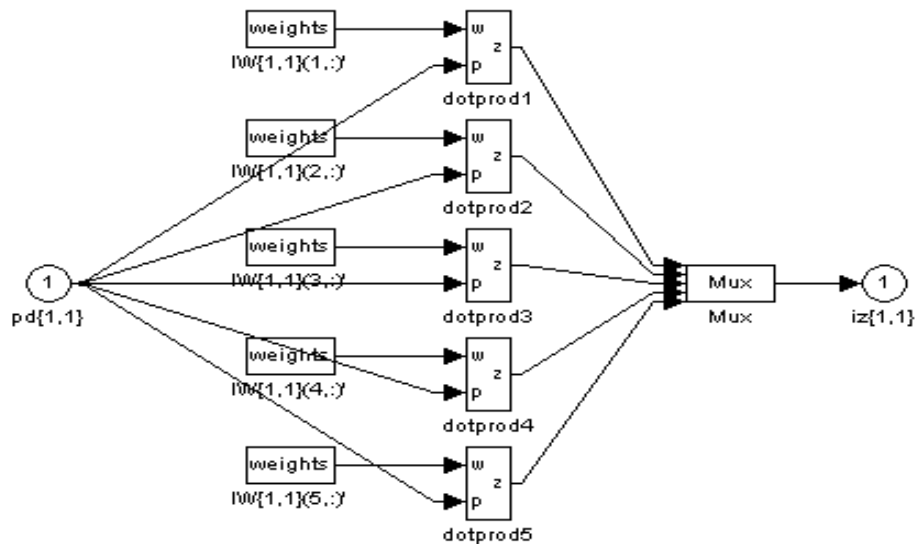 weights
w
z
p
IW{1,1}(1,:)'
dotprod1
weights
w
z
p
IW{1,1}(2,:)'
dotprod2
weights
w
z
p
IW{1,1}(3,:)'
dotprod3
1
pd{1,1}
Mux
Mux
1
iz{1,1}
weights
w
z
p
IW{1,1}(4,:)'
dotprod4
weights
w
z
p
IW{1,1}(5,:)'
dotprod5